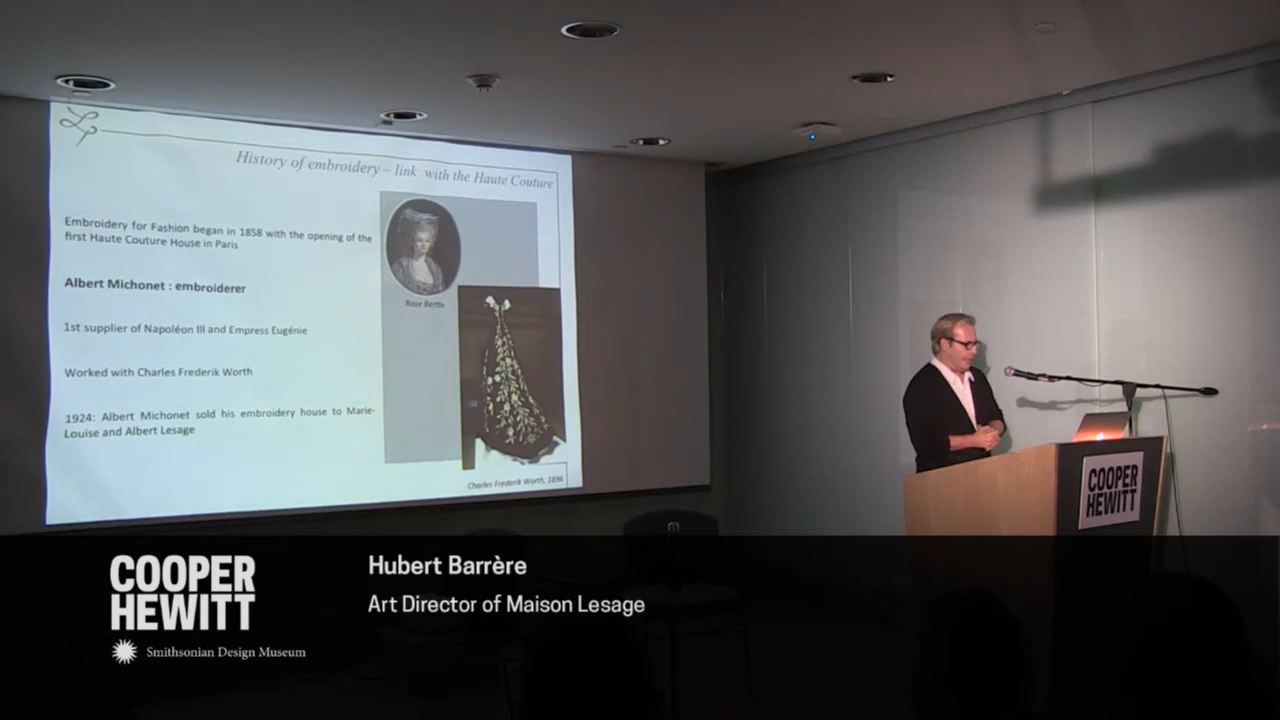 History of embroidery – link with the Haute Couture
Embroidery for Fashion began in 1858 with the opening of the
first Haute Couture House in Paris
Albert Michonet : embroiderer
1st supplier of Napoléon III and Empress Eugénie
Worked with Charles Frederik Worth
1924: Albert Michonet sold his embroidery house to Marie-
Louise and Albert Lesage
Rose Bertin
Charles Frederik Worth, 1896
COOPER
HEWITT
COOPER
HEWITT
Smithsonian Design Museum
Hubert Barrère
Art Director of Maison Lesage